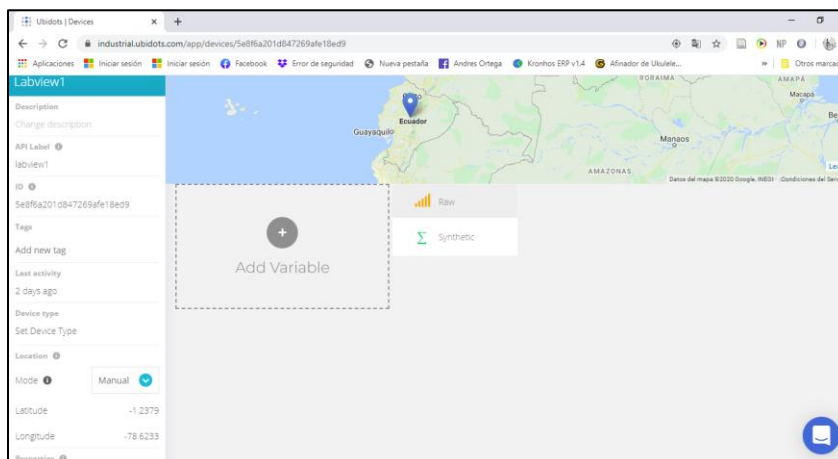 Ubidots | Devices
industrial.ubidots.com/app/devices/5e8f6a201d847269afe18ed9
NP
Aplicaciones Iniciar sesión Iniciar sesión Facebook Error de seguridad Nueva pestaña Andres Ortega Kronhos ERP v1.4 Afinador de Ukulele... » Otros marcad
Labview1
Description
Change description
API Label
labview1
ID
5e8f6a201d847269afe18ed9
Tags
Add new tag
Last activity
2 days ago
Device type
Set Device Type
Location
Mode Manual
Latitude -1.2379
Longitude -78.6233
Properties
Ecuador
Guayaquil
RORAIMA
AMAPÁ
Macapá
Be
Manaos
AMAZONAS
Lea
Datos del mapa ©2020 Google, INEGI Condiciones del Serv
Add Variable
Raw
Synthetic